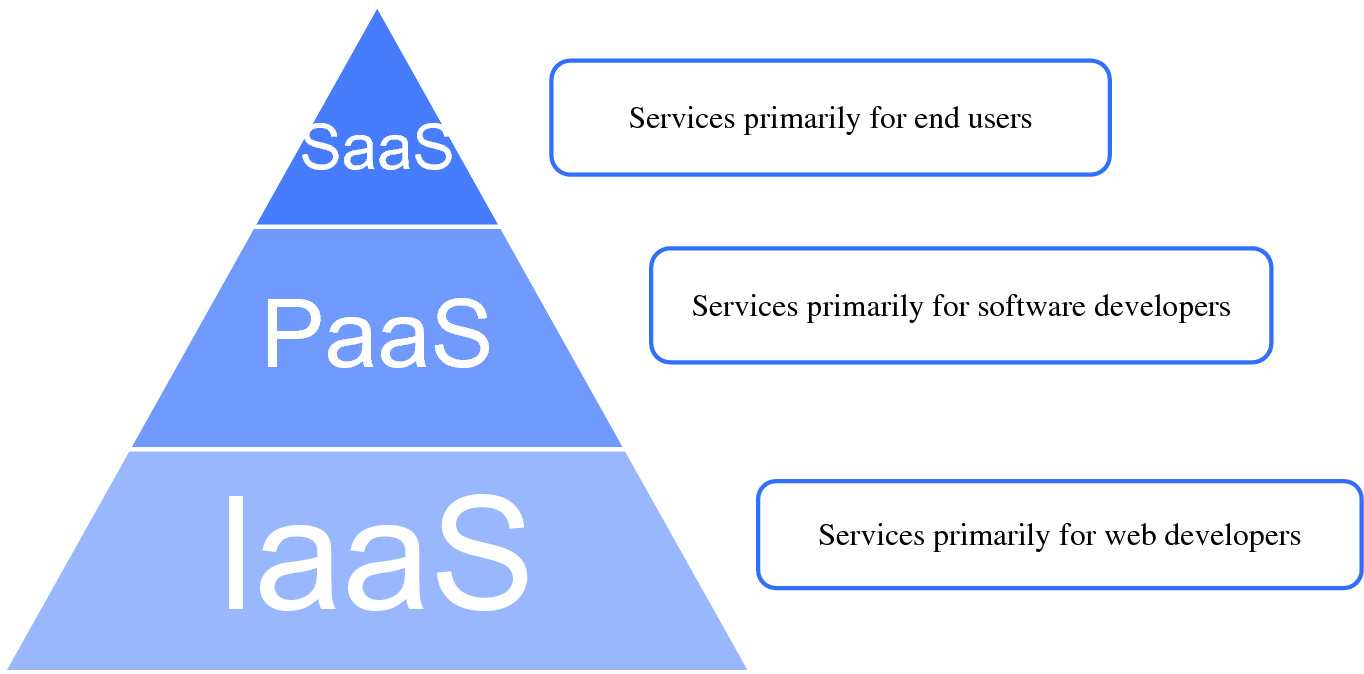 SaaS
Services primarily for end users
PaaS
Services primarily for software developers
IaaS
Services primarily for web developers